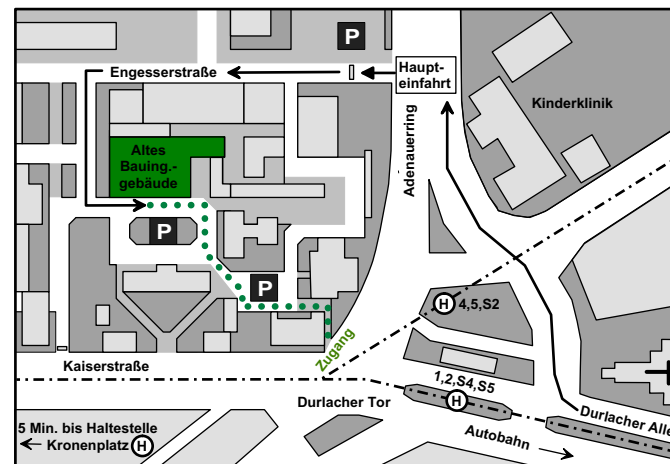 P
Engesserstraße
Haupt-
einfahrt
Kinderklinik
Altes
Bauing.-
gebäude
Adenauerring
P
P
H 4,5,S2
Zugang
Kaiserstraße
1,2,S4,S5
H
Durlacher Tor
Durlacher Alle
5 Min. bis Haltestelle
Kronenplatz H
Autobahn